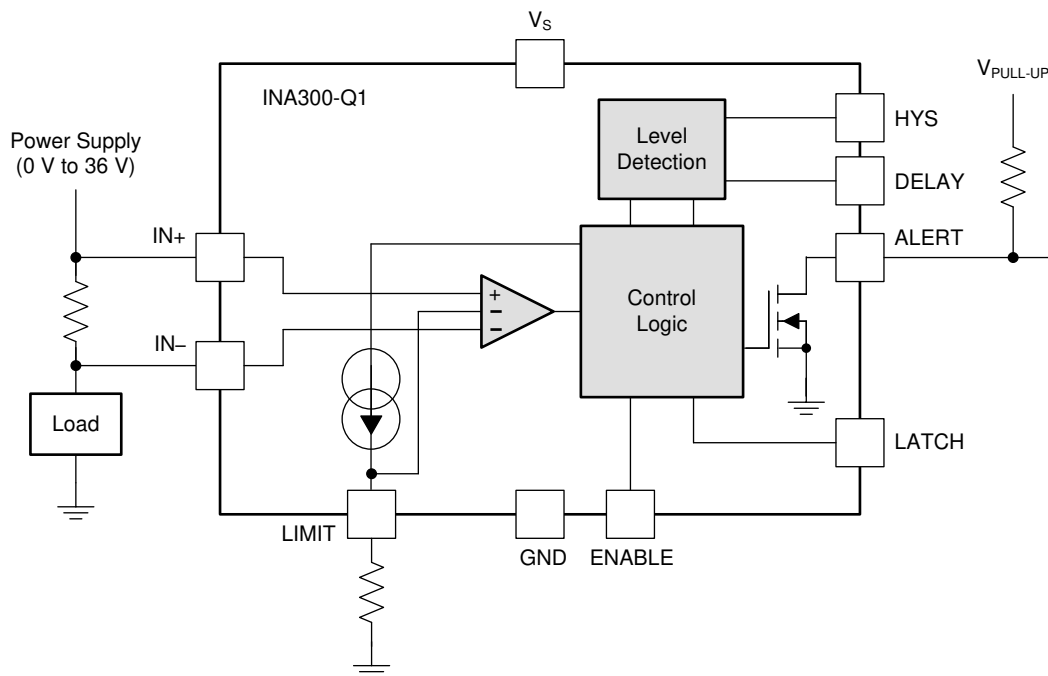 V_S
INA300-Q1
V_PULL-UP
Power Supply
(0 V to 36 V)
Level
Detection
HYS
DELAY
IN+
ALERT
+
−
−
Control
Logic
IN−
Load
LATCH
LIMIT
GND
ENABLE